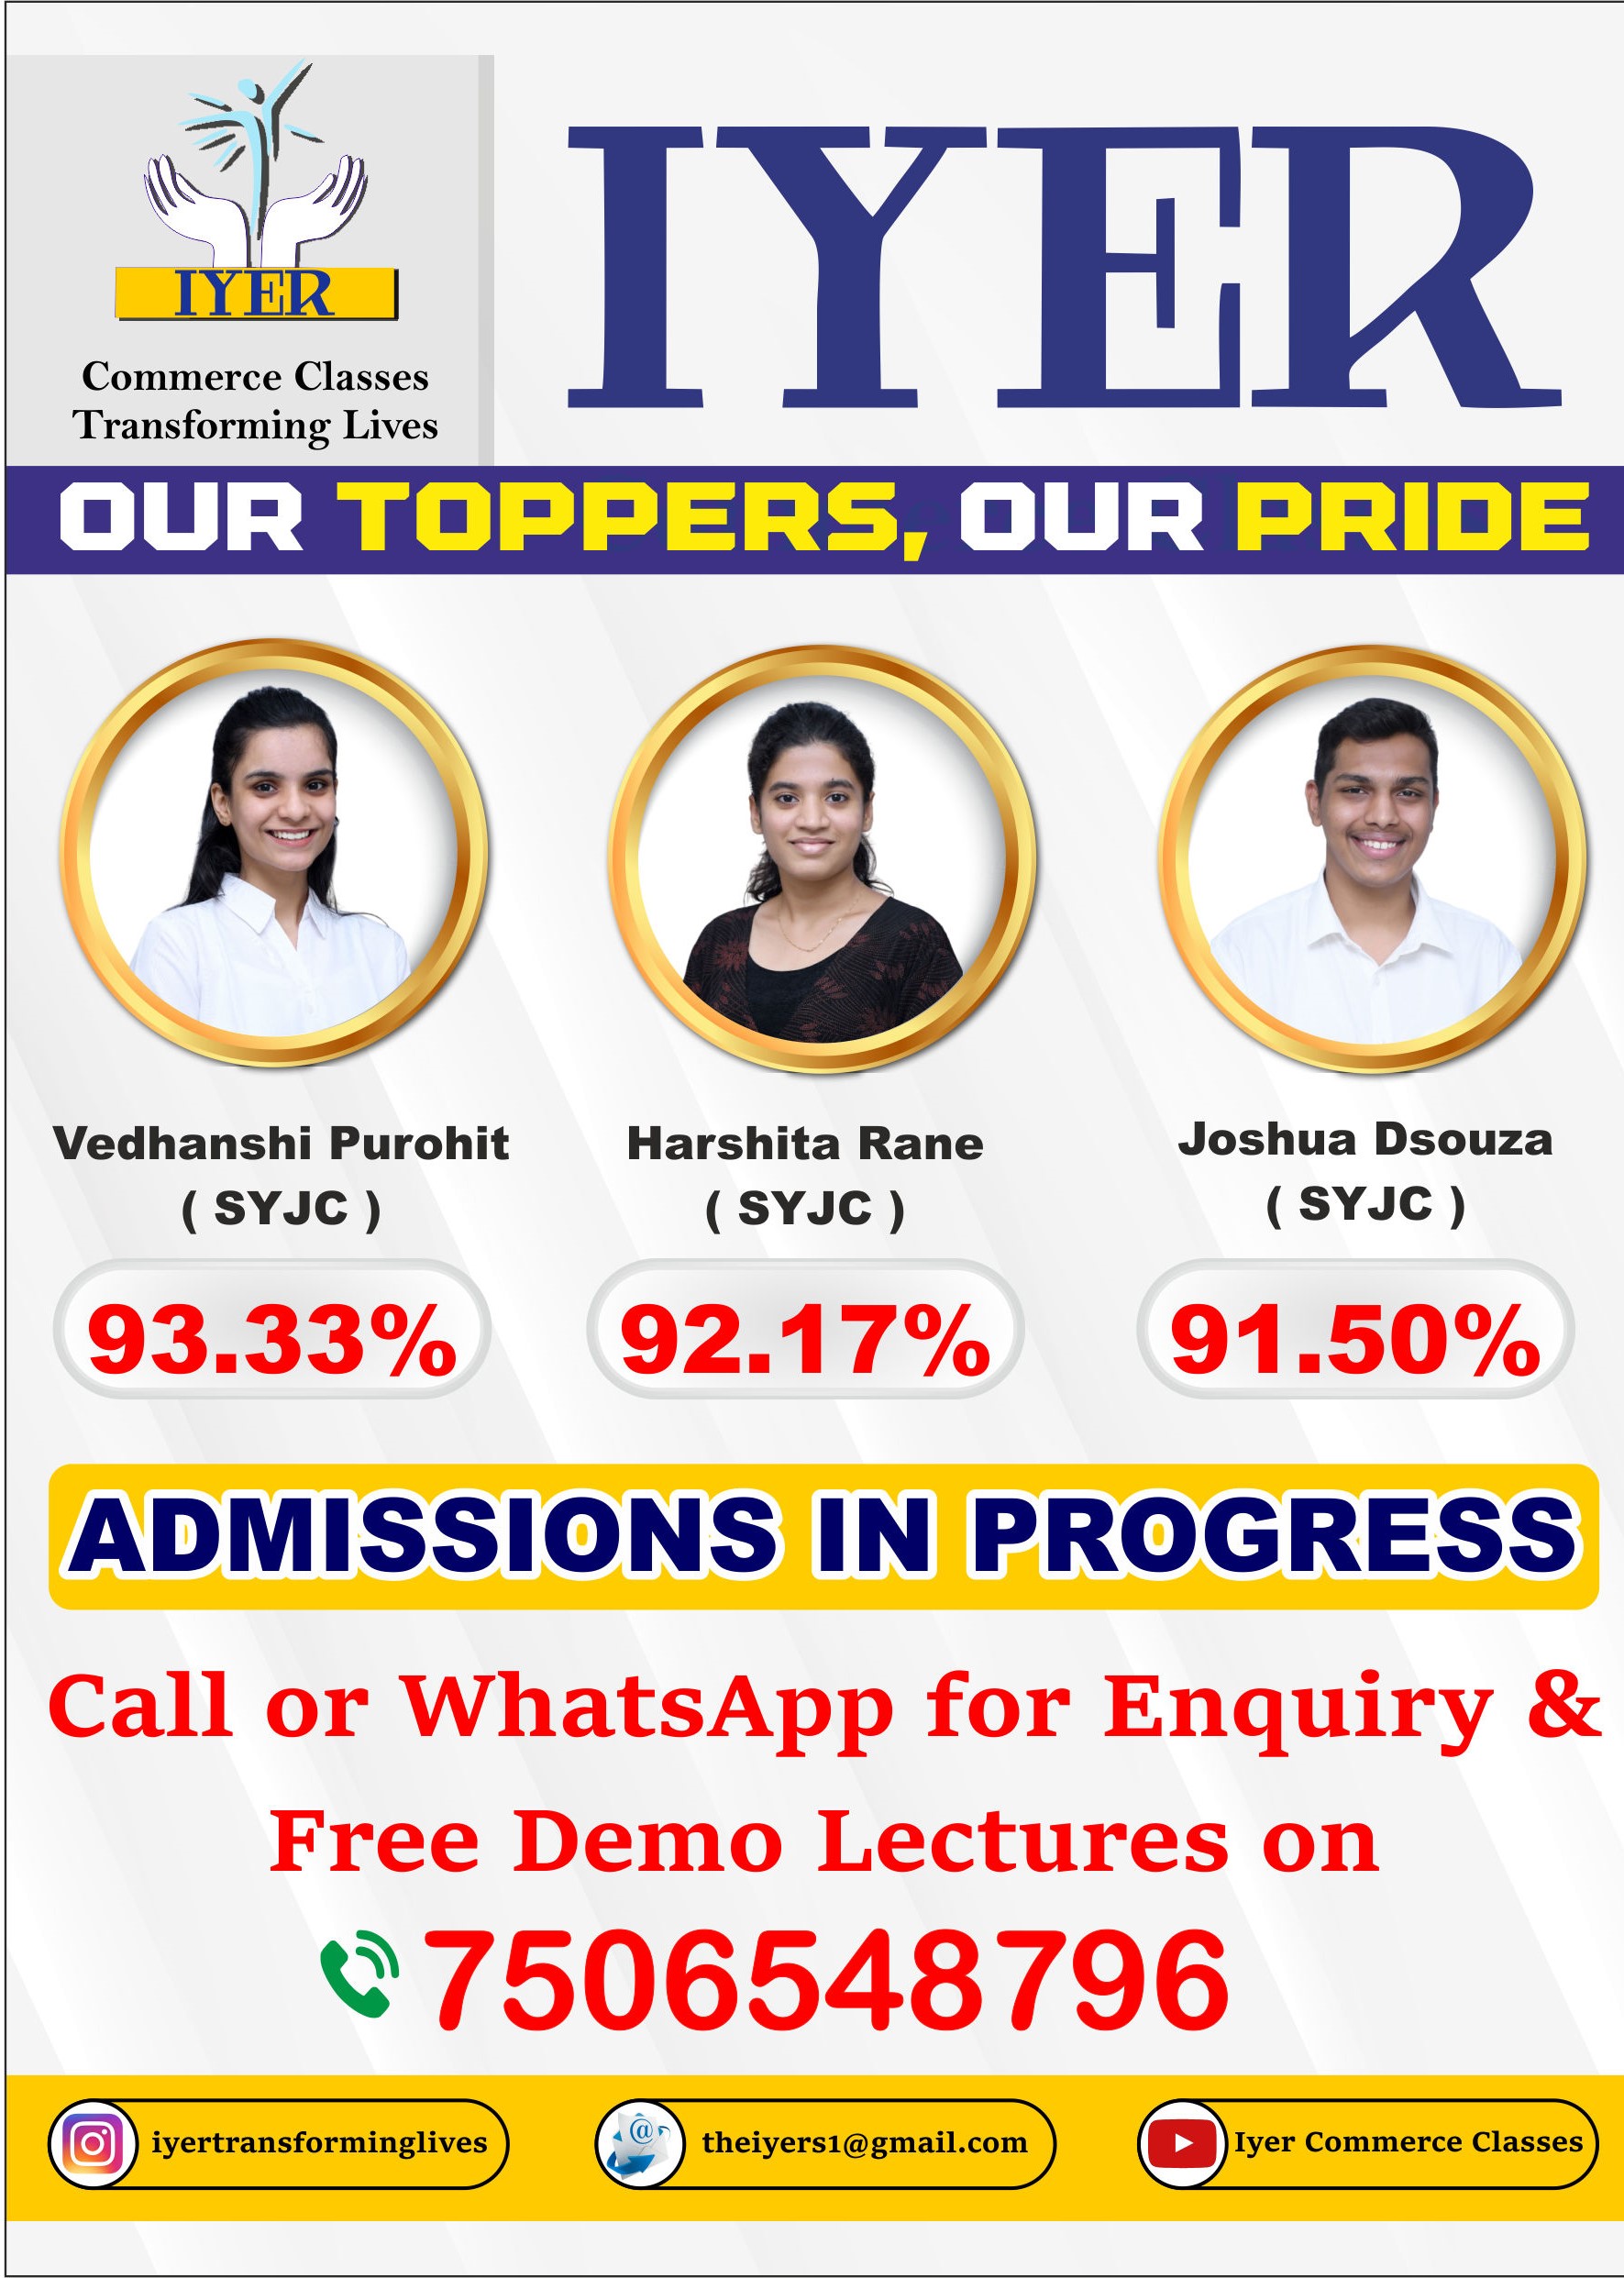 IYER
Commerce Classes
Transforming Lives
IYER
OUR TOPPERS, OUR PRIDE
Vedhanshi Purohit
( SYJC )
93.33%
Harshita Rane
( SYJC )
92.17%
Joshua Dsouza
( SYJC )
91.50%
ADMISSIONS IN PROGRESS
Call or WhatsApp for Enquiry &
Free Demo Lectures on
7506548796
iyertransforminglives
@
theiyers1@gmail.com
Iyer Commerce Classes